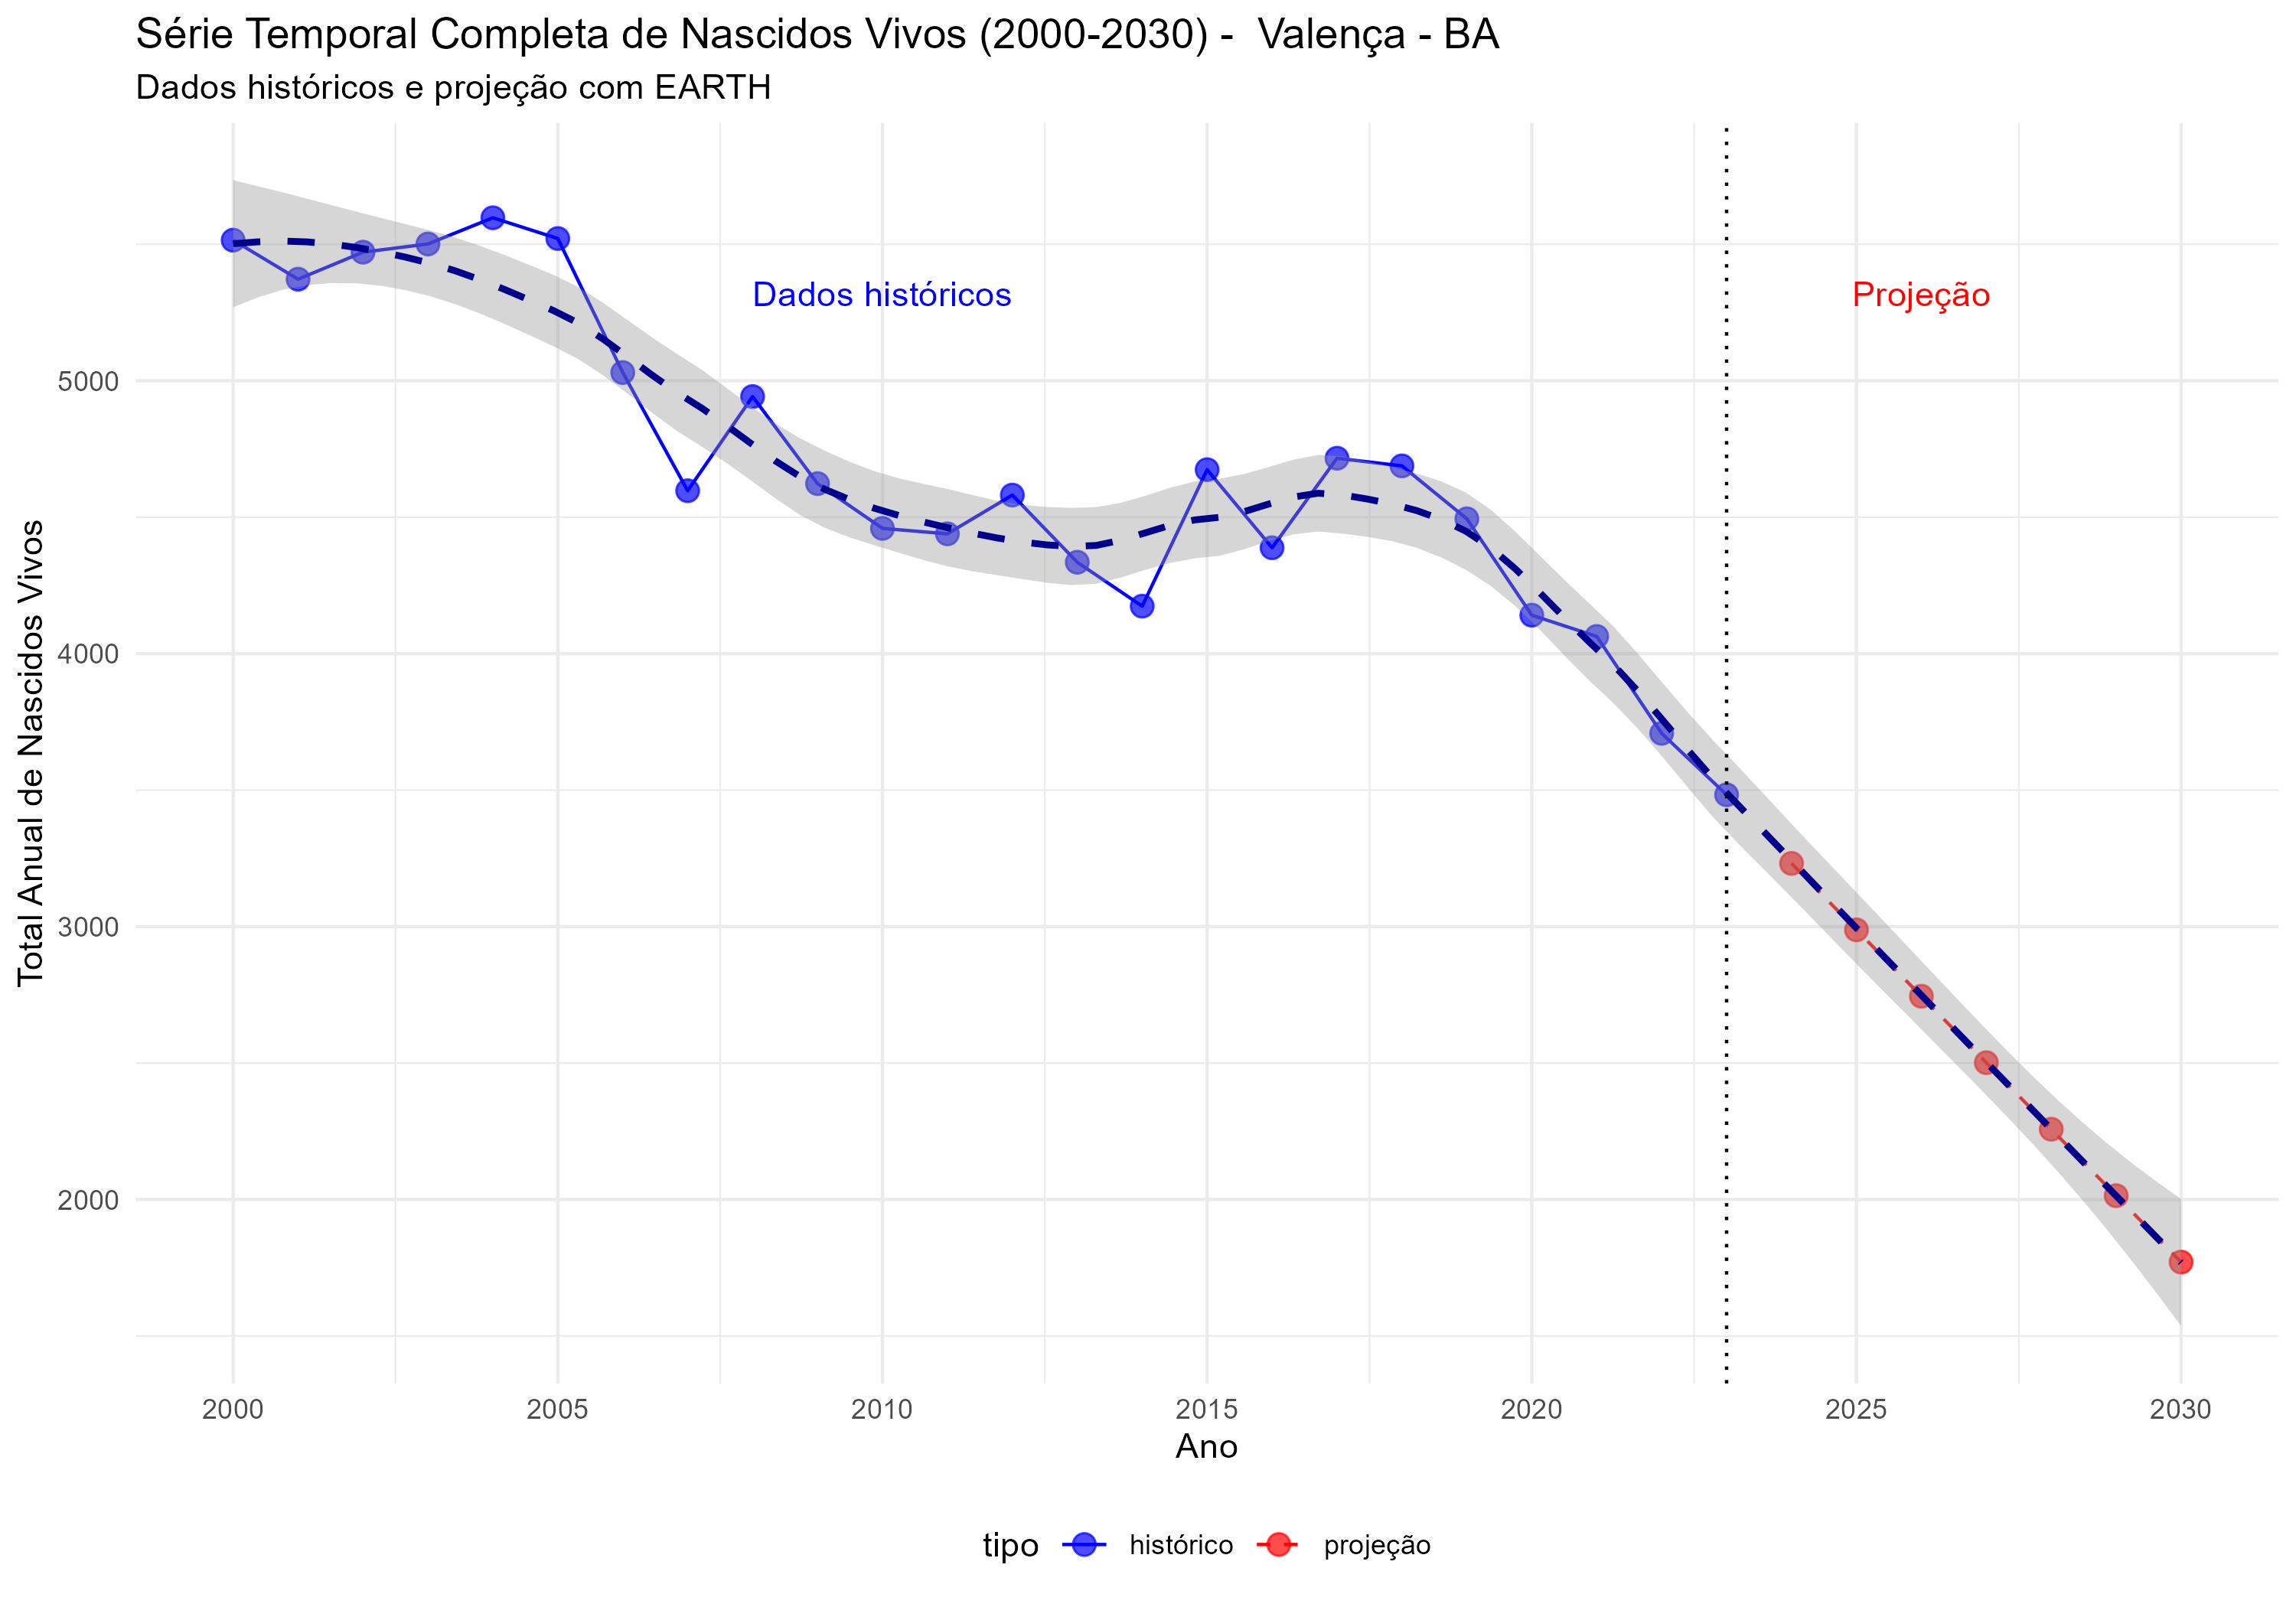 Série Temporal Completa de Nascidos Vivos (2000-2030) -  Valença - BA
Dados históricos e projeção com EARTH
Dados históricos
Projeção
Total Anual de Nascidos Vivos
5000
4000
3000
2000
2000 2005 2010 2015 2020 2025 2030
Ano
tipo histórico projeção